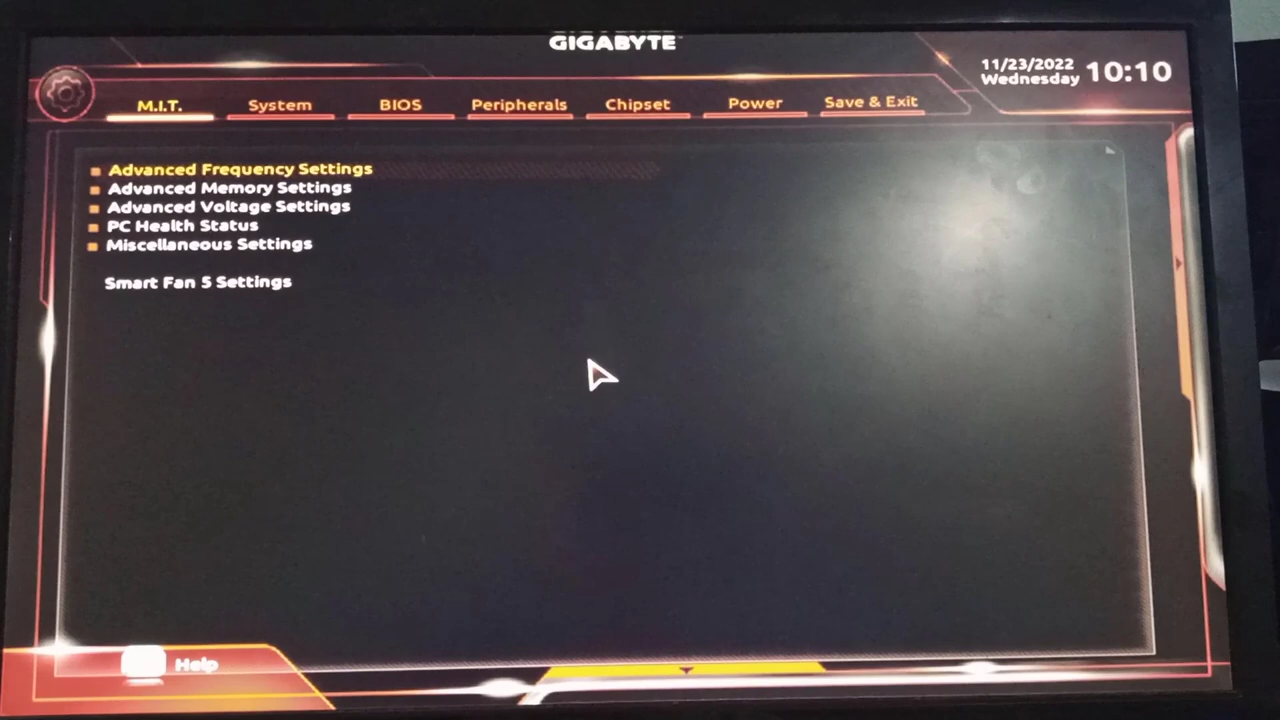 GIGABYTE
11/23/2022
Wednesday 10:10
M.I.T. System BIOS Peripherals Chipset Power Save & Exit
Advanced Frequency Settings
Advanced Memory Settings
Advanced Voltage Settings
PC Health Status
Miscellaneous Settings
Smart Fan 5 Settings
Help